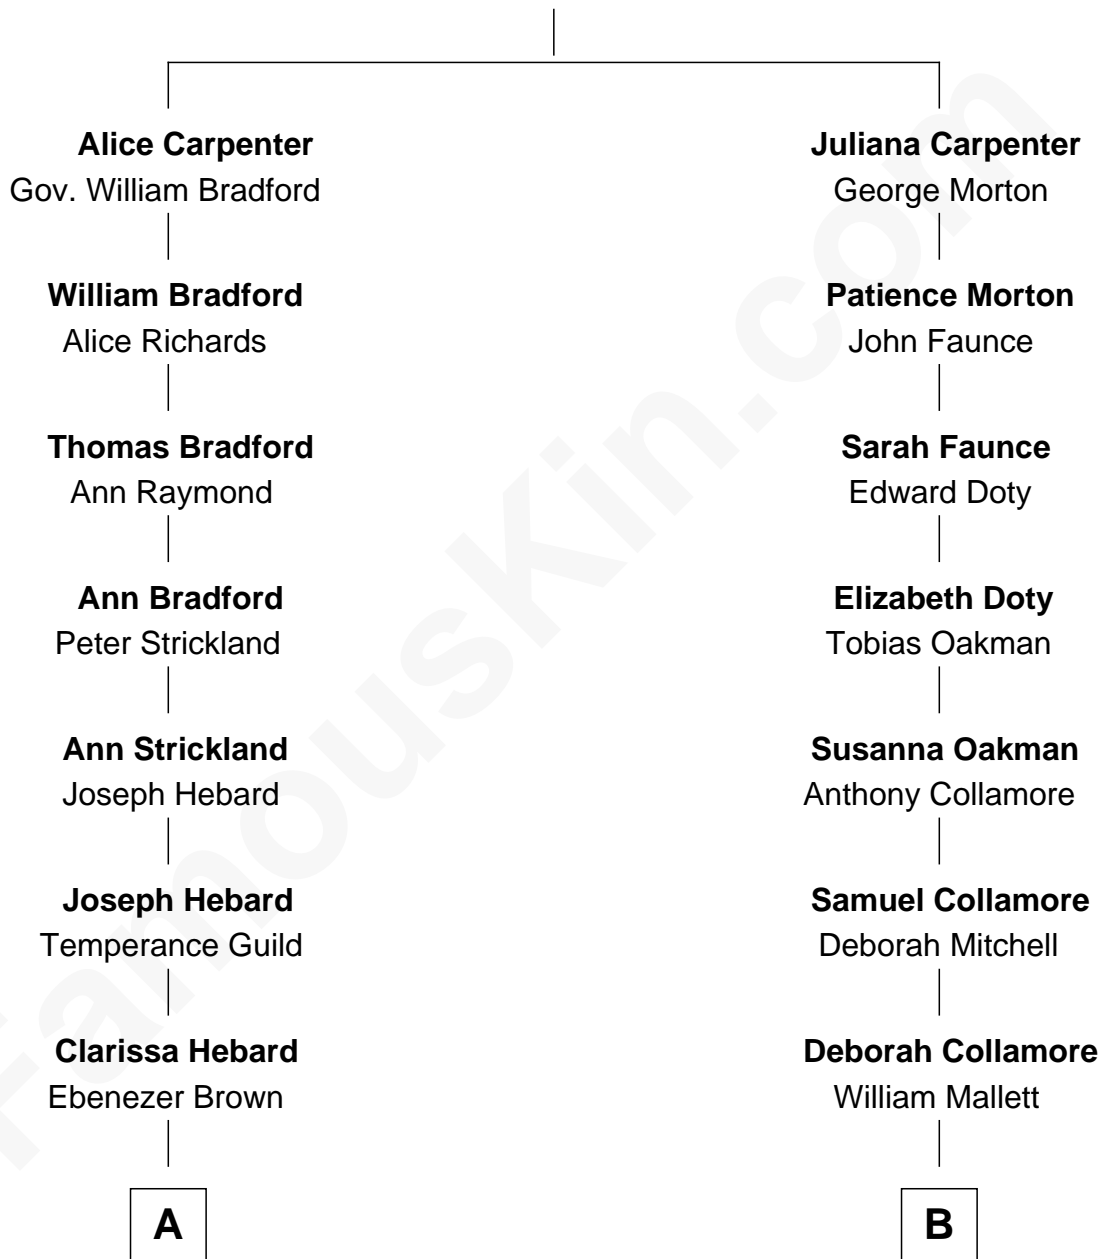 Alice Carpenter
Gov. William Bradford
William Bradford
Alice Richards
Thomas Bradford
Ann Raymond
Ann Bradford
Peter Strickland
Ann Strickland
Joseph Hebard
Joseph Hebard
Temperance Guild
Clarissa Hebard
Ebenezer Brown
A
Juliana Carpenter
George Morton
Patience Morton
John Faunce
Sarah Faunce
Edward Doty
Elizabeth Doty
Tobias Oakman
Susanna Oakman
Anthony Collamore
Samuel Collamore
Deborah Mitchell
Deborah Collamore
William Mallett
B
FamousKin.com